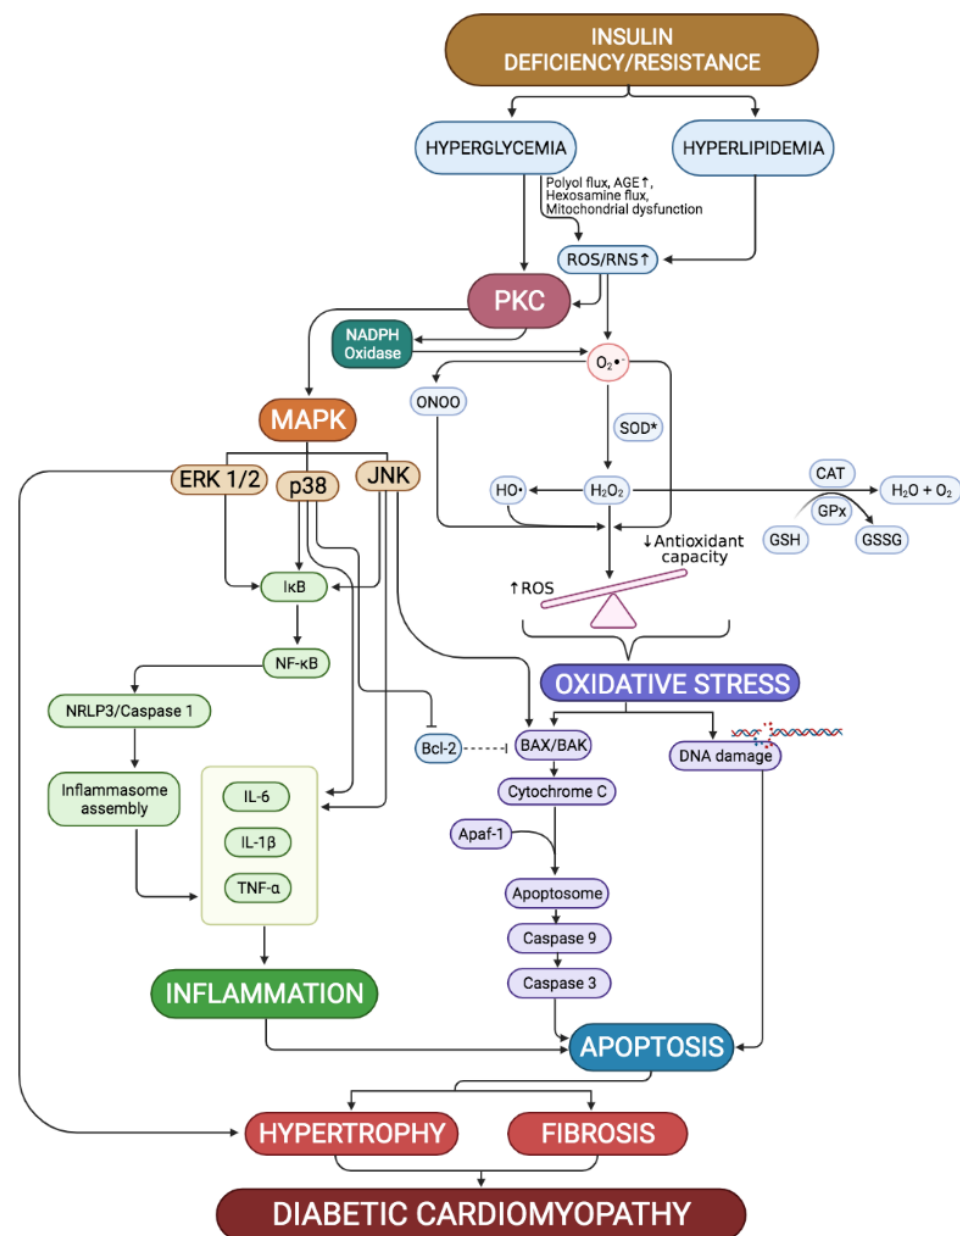 INSULIN
DEFICIENCY/RESISTANCE
HYPERGLYCEMIA
HYPERLIPIDEMIA
Polyol flux, AGE↑,
Hexosamine flux,
Mitochondrial dysfunction
ROS/RNS↑
PKC
NADPH
Oxidase
O₂•⁻
ONOO
MAPK
SOD*
ERK 1/2
p38
JNK
CAT
HO•
H₂O₂
H₂O + O₂
GPx
GSH
GSSG
↓Antioxidant
capacity
↑ROS
IκB
NF-κB
OXIDATIVE STRESS
NRLP3/Caspase 1
Bcl-2
BAX/BAK
DNA damage
Inflammasome
assembly
IL-6
IL-1β
TNF-α
Cytochrome C
Apaf-1
Apoptosome
Caspase 9
Caspase 3
INFLAMMATION
APOPTOSIS
HYPERTROPHY
FIBROSIS
DIABETIC CARDIOMYOPATHY